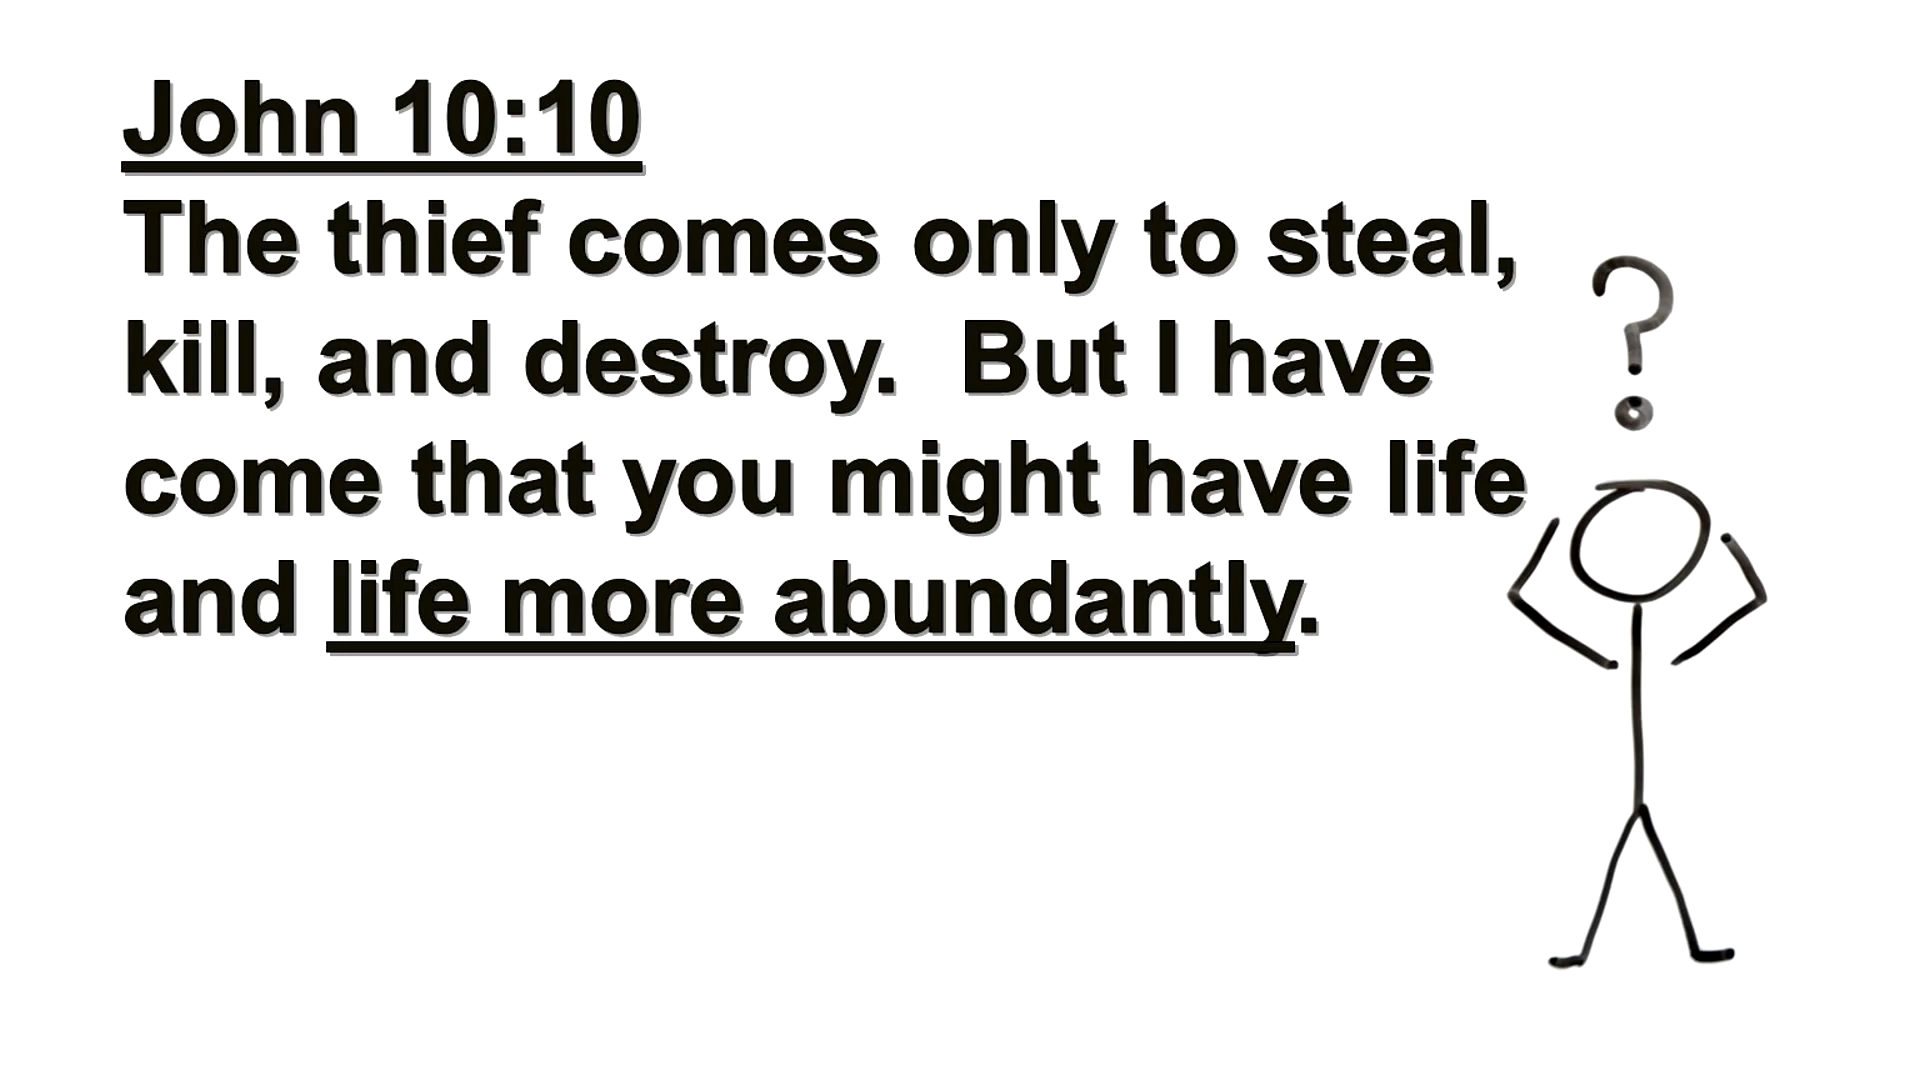 John 10:10
The thief comes only to steal,
kill, and destroy.  But I have
come that you might have life
and life more abundantly.
?